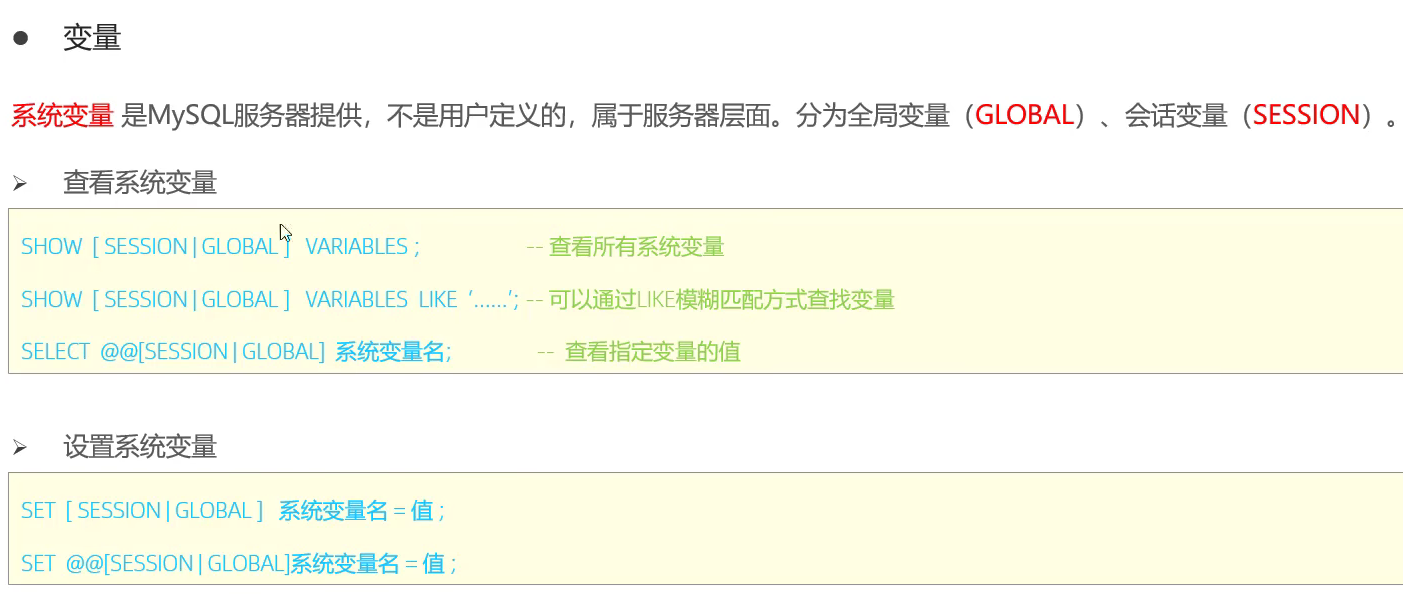 ● 变量
系统变量 是MySQL服务器提供，不是用户定义的，属于服务器层面。分为全局变量（GLOBAL）、会话变量（SESSION）。
➢ 查看系统变量
SHOW [ SESSION | GLOBAL ] VARIABLES ; -- 查看所有系统变量
SHOW [ SESSION | GLOBAL ] VARIABLES LIKE ‘......’; -- 可以通过LIKE模糊匹配方式查找变量
SELECT @@[SESSION | GLOBAL] 系统变量名; -- 查看指定变量的值
➢ 设置系统变量
SET [ SESSION | GLOBAL ] 系统变量名 = 值 ;
SET @@[SESSION | GLOBAL]系统变量名 = 值 ;